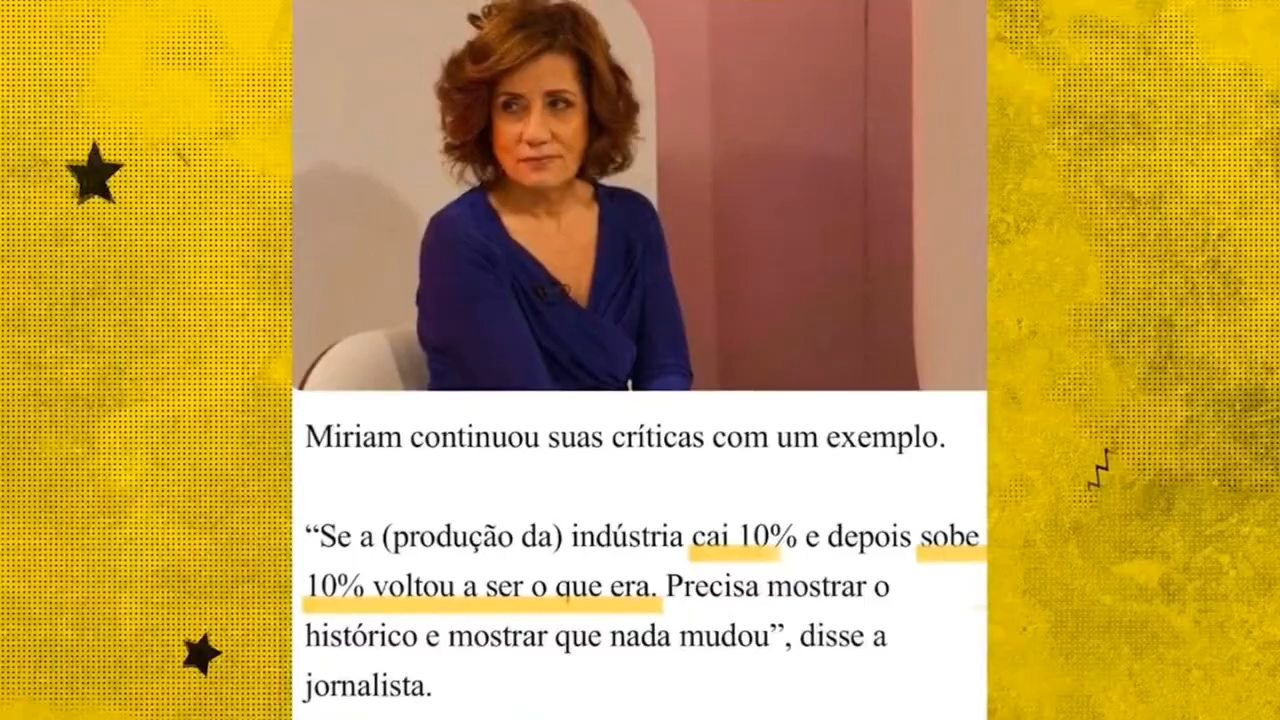 Miriam continuou suas críticas com um exemplo.
“Se a (produção da) indústria cai 10% e depois sobe
10% voltou a ser o que era. Precisa mostrar o
histórico e mostrar que nada mudou”, disse a
jornalista.